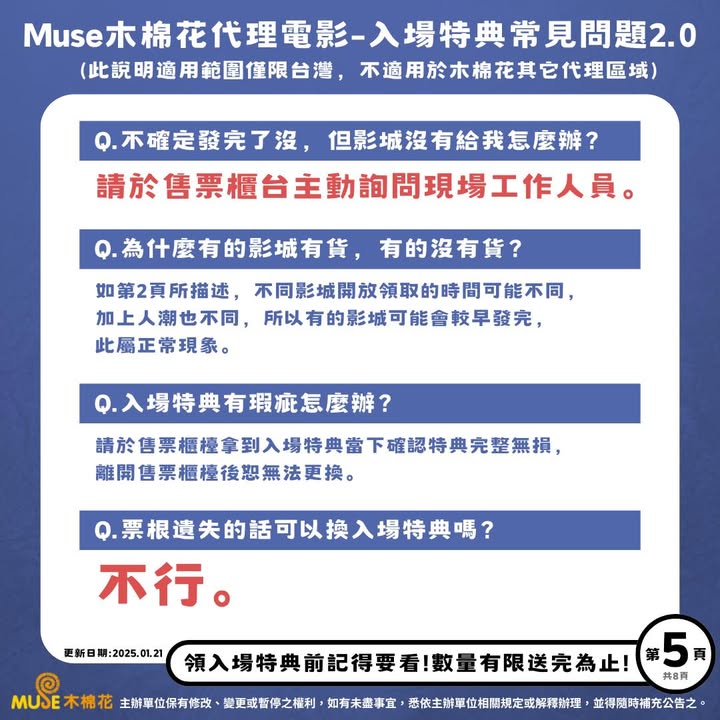 Muse木棉花代理電影-入場特典常見問題2.0
(此說明適用範圍僅限台灣，不適用於木棉花其它代理區域)
Q.不確定發完了沒，但影城沒有給我怎麼辦？
請於售票櫃台主動詢問現場工作人員。
Q.為什麼有的影城有貨，有的沒有貨？
如第2頁所描述，不同影城開放領取的時間可能不同，
加上人潮也不同，所以有的影城可能會較早發完，
此屬正常現象。
Q.入場特典有瑕疵怎麼辦？
請於售票櫃檯拿到入場特典當下確認特典完整無損，
離開售票櫃檯後恕無法更換。
Q.票根遺失的話可以換入場特典嗎？
不行。
更新日期:2025.01.21
領入場特典前記得要看!數量有限送完為止!
第5頁
共8頁
MUSE木棉花
主辦單位保有修改、變更或暫停之權利，如有未盡事宜，悉依主辦單位相關規定或解釋辦理，並得隨時補充公告之。